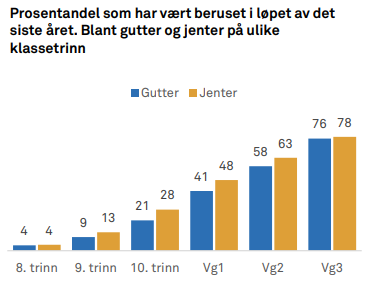 Prosentandel som har vært beruset i løpet av det
siste året. Blant gutter og jenter på ulike
klassetrinn
Gutter Jenter
4 4 9 13 21 28 41 48 58 63 76 78
8. trinn 9. trinn 10. trinn Vg1 Vg2 Vg3